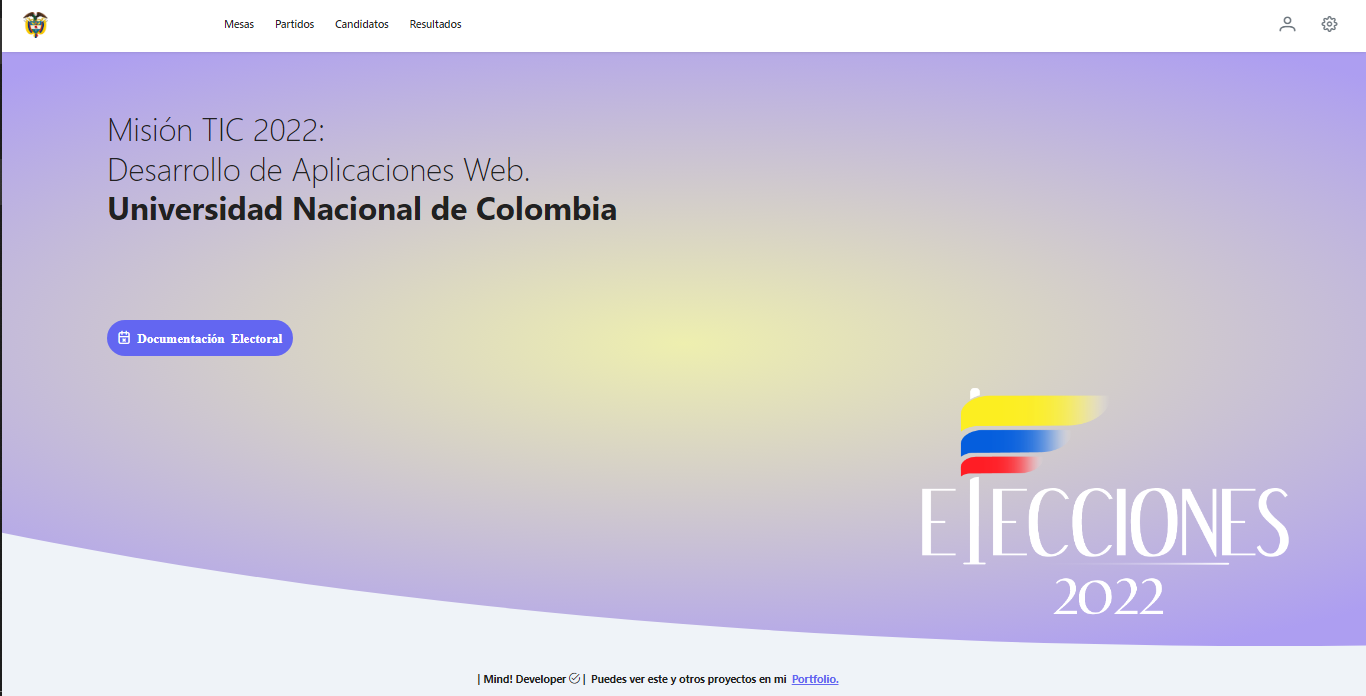 Mesas Partidos Candidatos Resultados
Misión TIC 2022:
Desarrollo de Aplicaciones Web.
Universidad Nacional de Colombia
Documentación Electoral
ELECCIONES
2022
| Mind! Developer | Puedes ver este y otros proyectos en mi Portfolio.